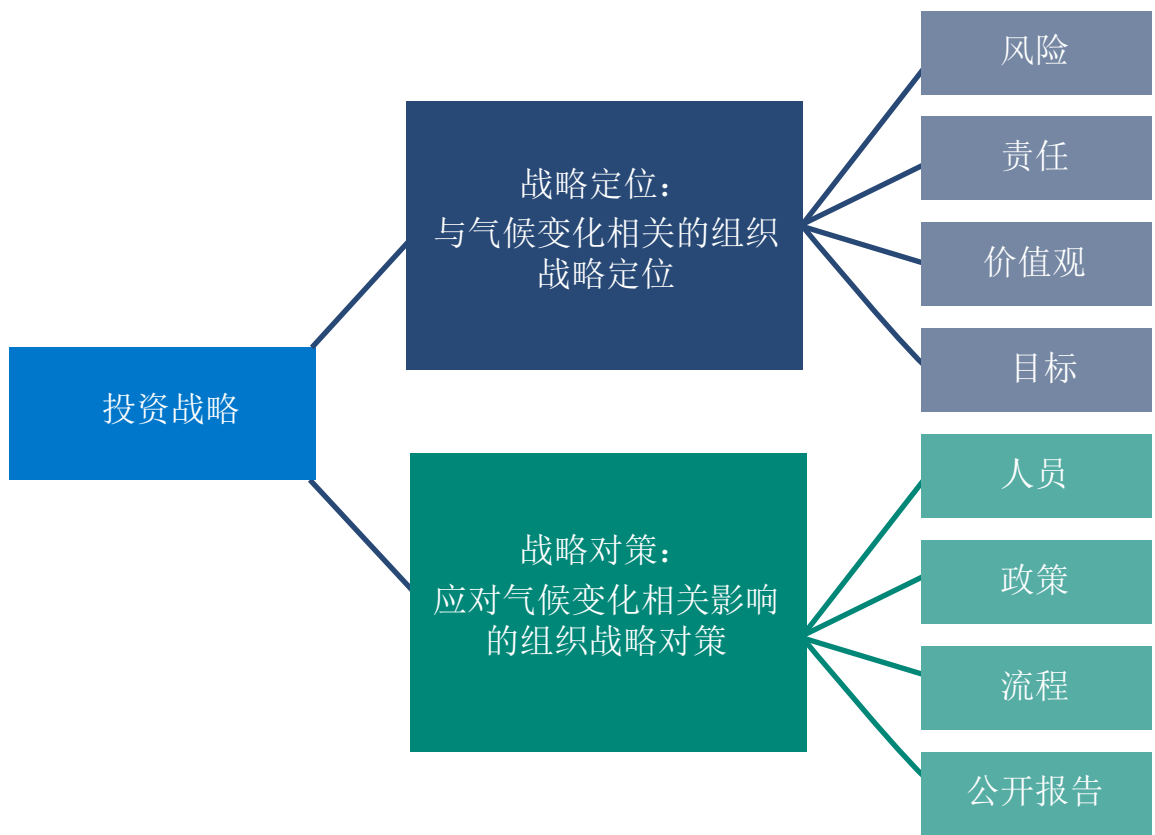 投资战略
战略定位：
与气候变化相关的组织
战略定位
风险
责任
价值观
目标
战略对策：
应对气候变化相关影响
的组织战略对策
人员
政策
流程
公开报告